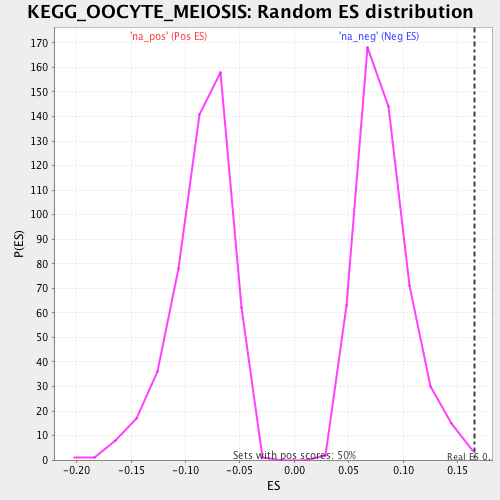 KEGG_OOCYTE_MEIOSIS: Random ES distribution
'na_pos' (Pos ES) 'na_neg' (Neg ES)
170
160
150
140
130
120
110
100
90
80
70
60
50
40
30
20
10
0
P(ES)
Sets with pos scores: 50%
Real ES 0.
-0.20 -0.15 -0.10 -0.05 0.00 0.05 0.10 0.15
ES